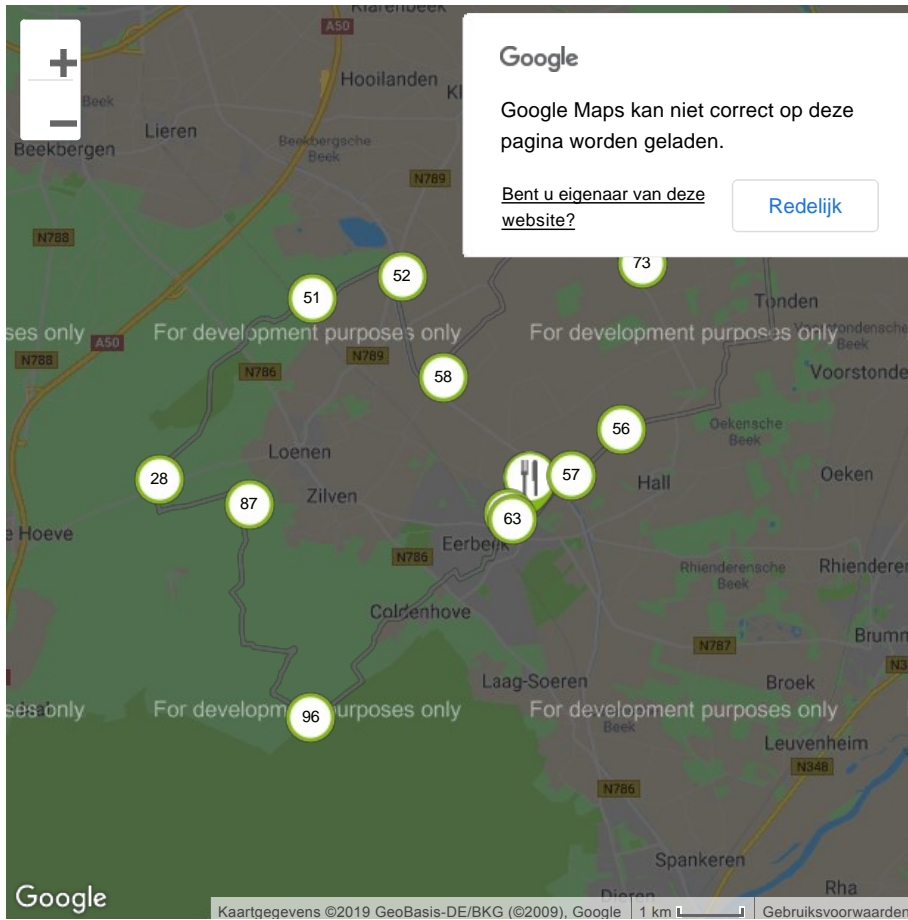 Klarenbeek
A50
Hooilanden
Kl
Beek
Lieren
Beekbergen
Beekbergsche
Beek
N789
N788
Google
Google Maps kan niet correct op deze
pagina worden geladen.
Bent u eigenaar van deze
website?
Redelijk
73
52
51
Tonden
ses only
For development purposes only
For development purposes only
Voorstondensche
Beek
A50
N788
N789
N786
58
Voorstonde
56
Oekensche
Beek
Loenen
28
57
Hall
Oeken
Zilven
87
63
e Hoeve
Eerbeek
N786
Rhienderensche
Beek
Rhienderen
Coldenhove
N787
Brumm
N3
Laag-Soeren
Broek
ses only
For development purposes only
For development purposes only
Beek
96
Leuvenheim
N348
N786
Spankeren
Dieren
Rha
Google
Kaartgegevens ©2019 GeoBasis-DE/BKG (©2009), Google
1 km
Gebruiksvoorwaarden